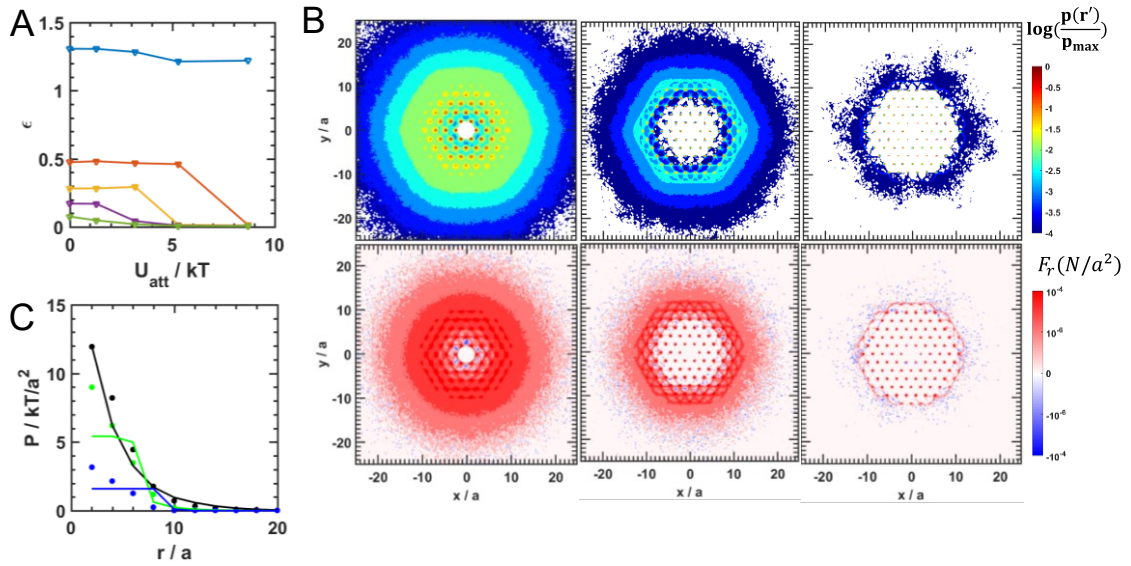 A
1.5
1
0.5
0
ϵ
0 5 10
U_att / kT
B
25
20
10
0
-10
-20
-25
y / a
y / a
y / a
log(p(r')/p_max)
0
-0.5
-1
-1.5
-2
-2.5
-3
-3.5
-4
20
10
0
-10
-20
y / a
y / a
y / a
-20 -10 0 10 20
-20 -10 0 10 20
-20 -10 0 10 20
x / a
x / a
x / a
F_r(N/a²)
10⁻⁴
10⁻⁶
0
-10⁻⁶
-10⁻⁴
C
15
10
5
0
P / kT/a²
0 10 20
r / a